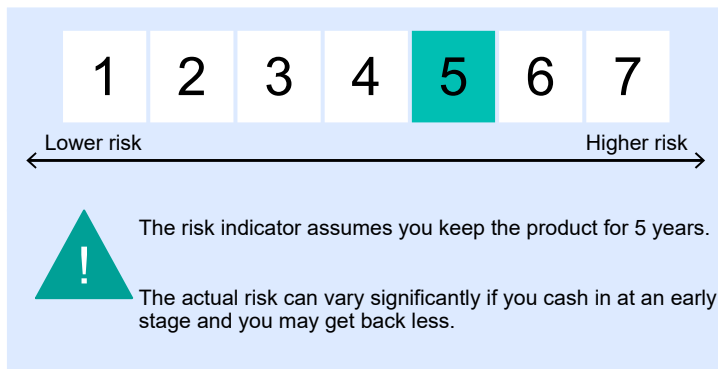 1 2 3 4 5 6 7
Lower risk Higher risk
!
The risk indicator assumes you keep the product for 5 years.
The actual risk can vary significantly if you cash in at an early
stage and you may get back less.